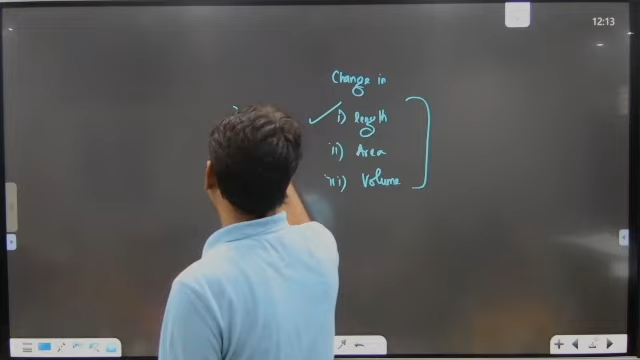 12:13
Change in
i) length
ii) Area
iii) Volume